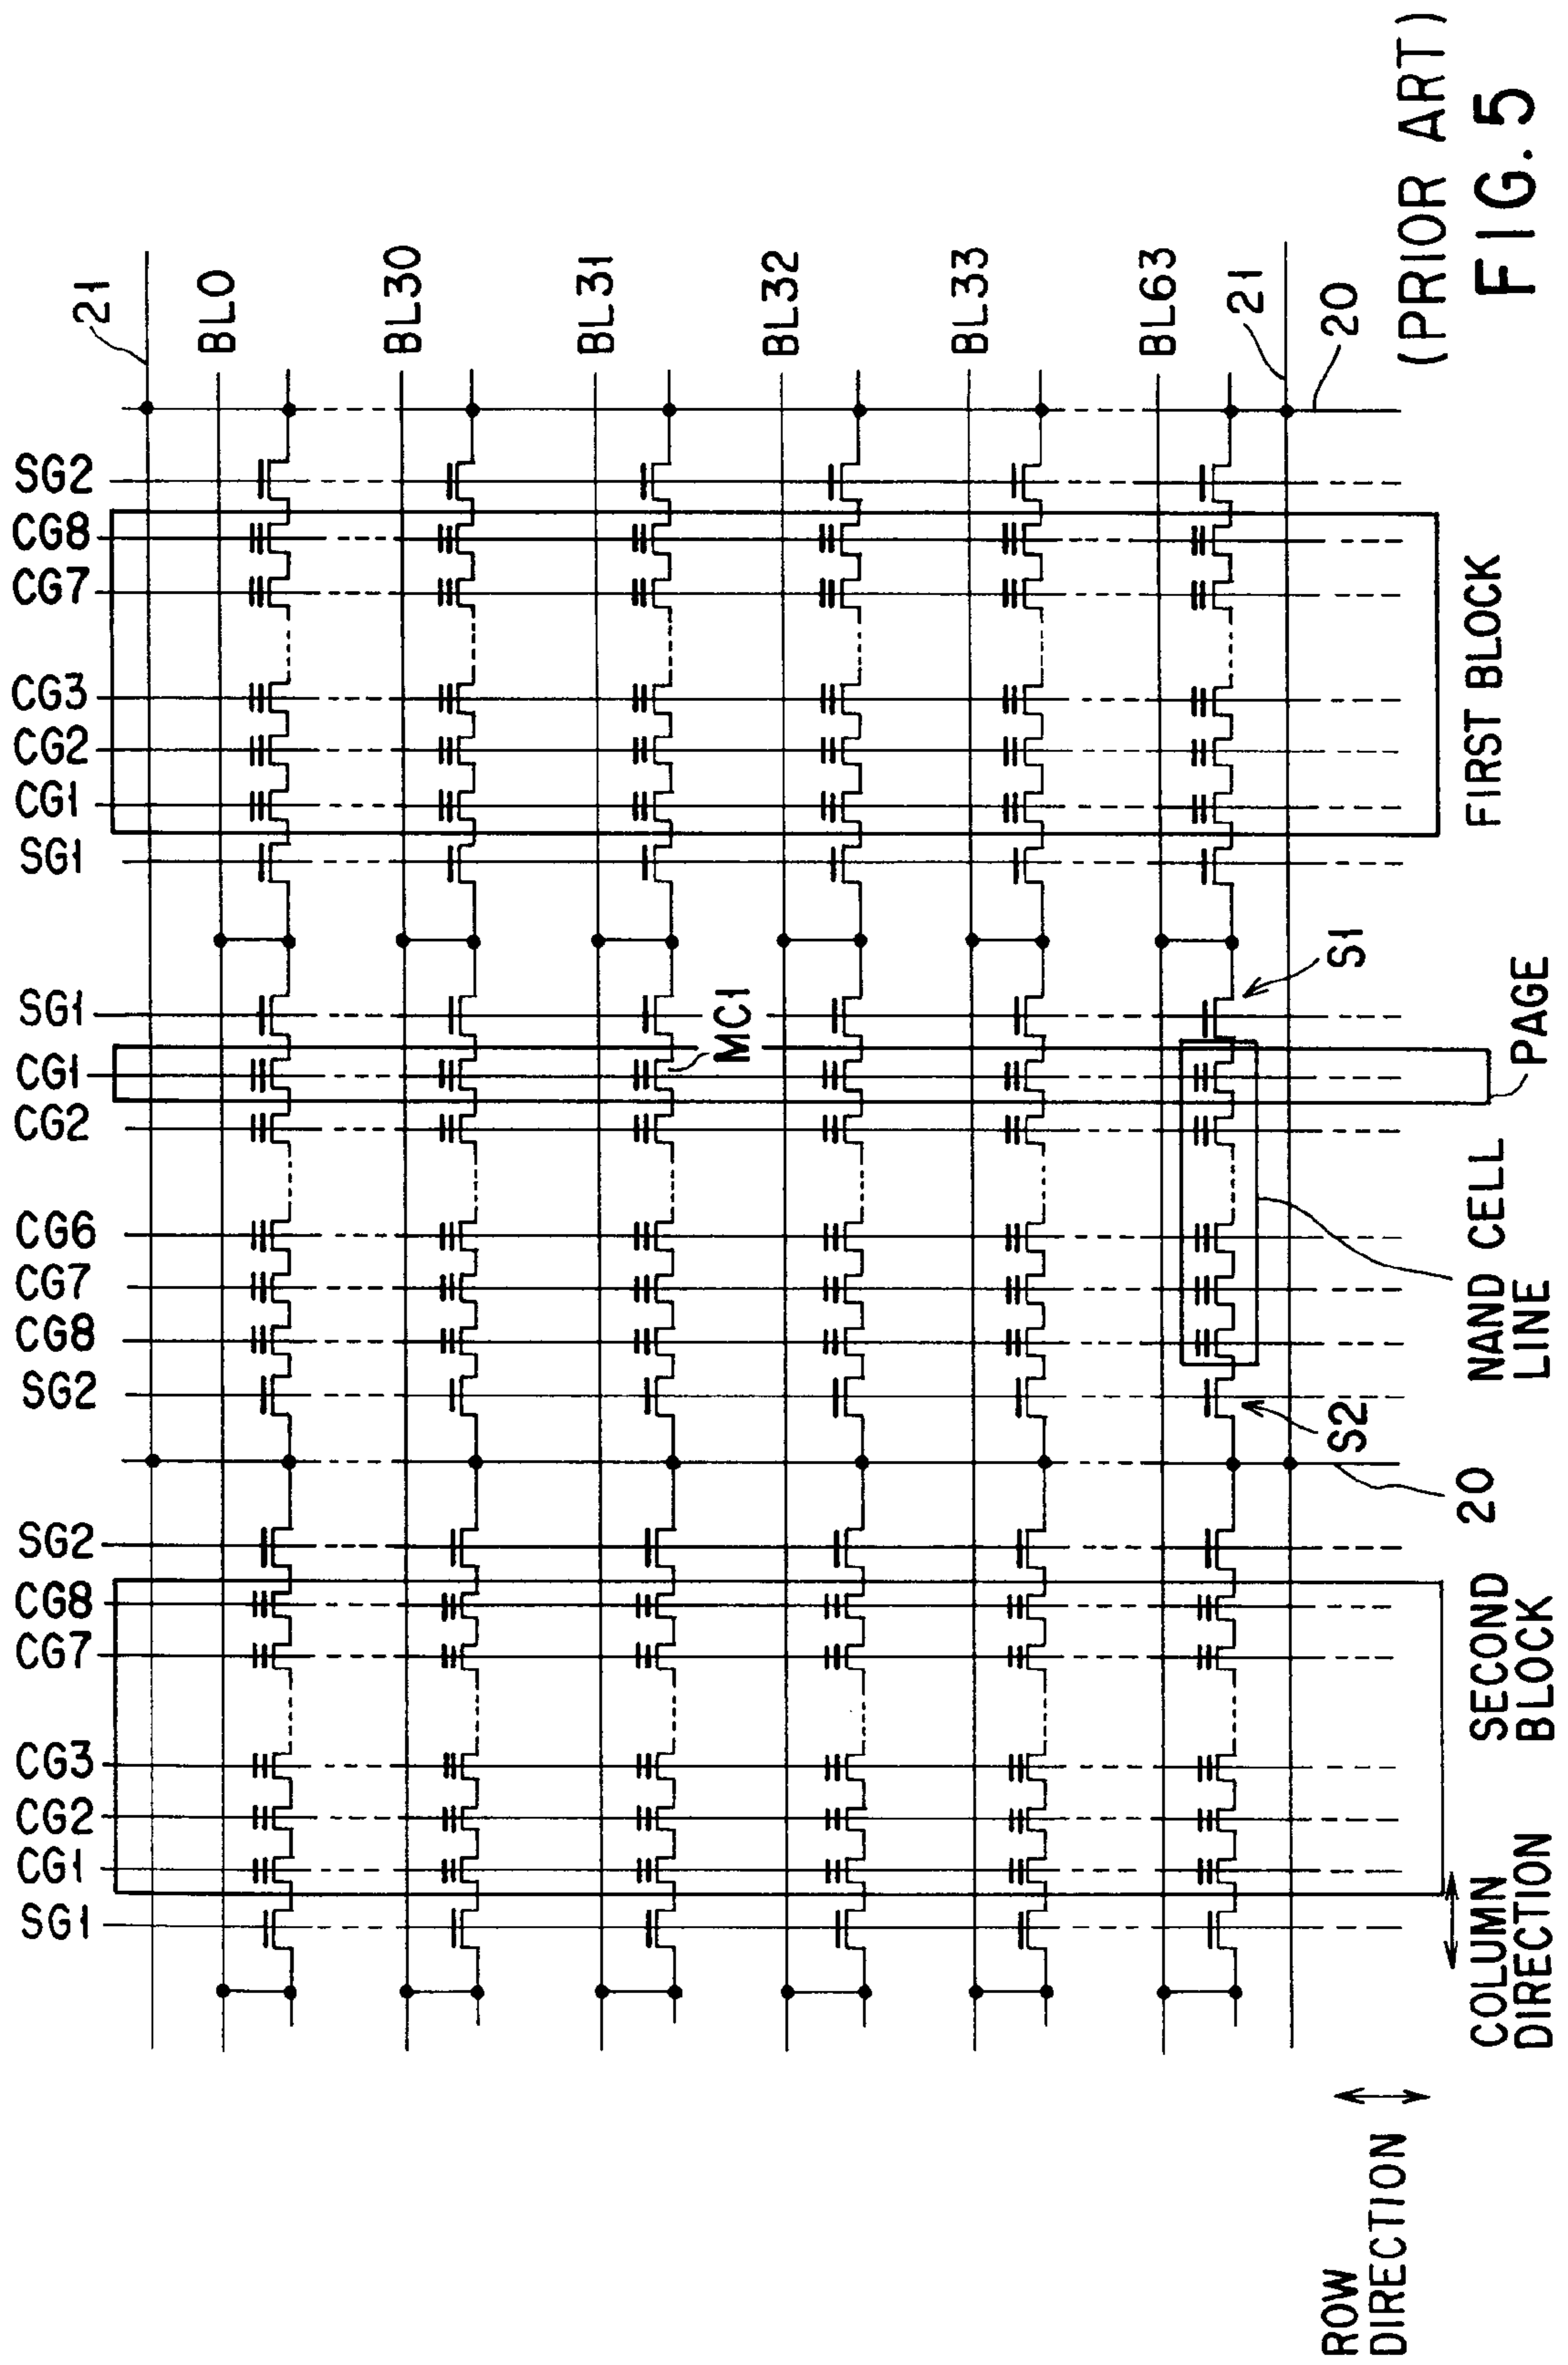 21
BL0
BL30
BL31
BL32
BL33
BL63
21
20
(PRIOR ART)
FIG. 5
SG2
CG8
CG7
CG3
CG2
CG1
SG1
FIRST BLOCK
SG1
CG1
CG2
CG6
CG7
CG8
SG2
MC1
S1
PAGE
NAND CELL
LINE
S2
20
SG2
CG8
CG7
CG3
CG2
CG1
SG1
SECOND
BLOCK
COLUMN
DIRECTION
ROW
DIRECTION